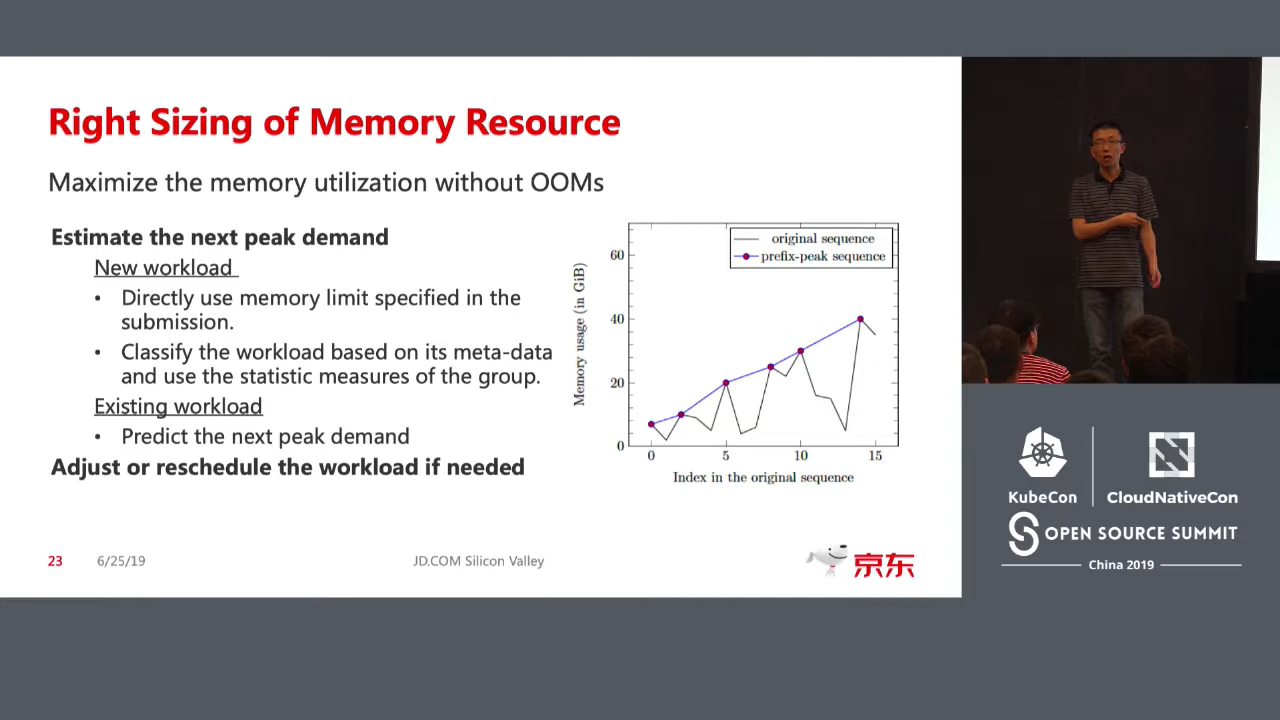 Right Sizing of Memory Resource
Maximize the memory utilization without OOMs
Estimate the next peak demand
New workload
• Directly use memory limit specified in the
submission.
• Classify the workload based on its meta-data
and use the statistic measures of the group.
Existing workload
• Predict the next peak demand
Adjust or reschedule the workload if needed
original sequence
prefix-peak sequence
Memory usage (in GiB)
60
40
20
0
0 5 10 15
Index in the original sequence
23 6/25/19 JD.COM Silicon Valley
京东
KubeCon
CloudNativeCon
OPEN SOURCE SUMMIT
China 2019